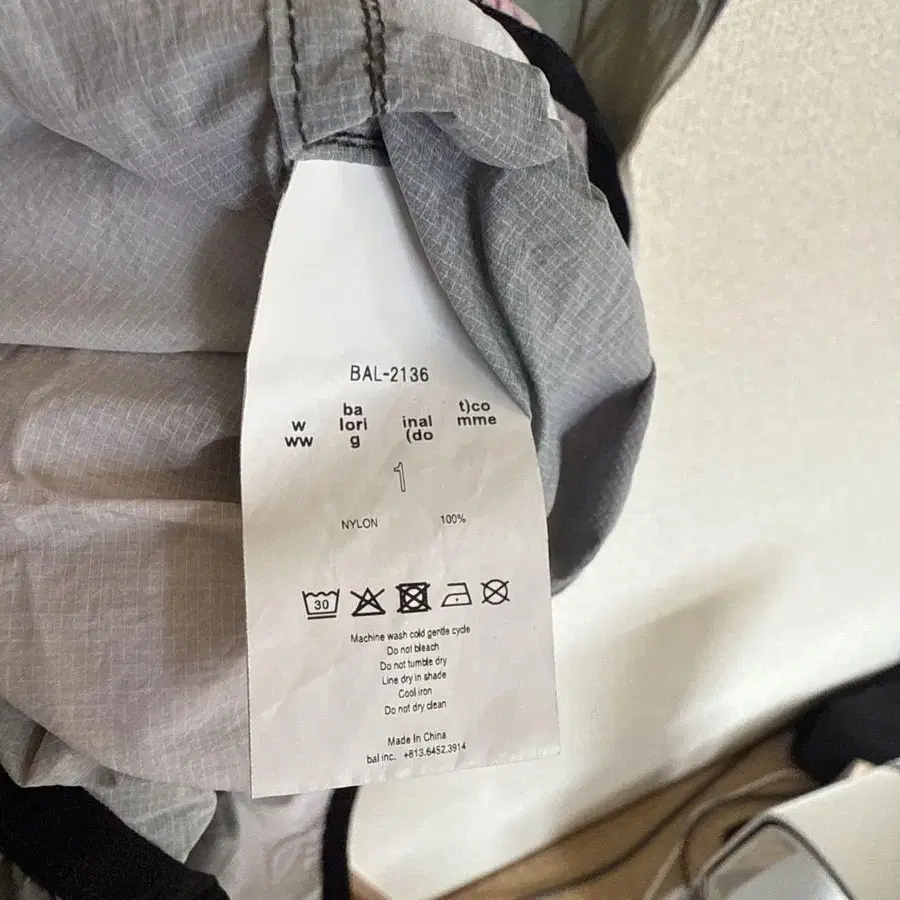 BAL-2136
w ba inal t)co
ww lori (do mme
g
1
NYLON 100%
30
Machine wash cold gentle cycle
Do not bleach
Do not tumble dry
Line dry in shade
Cool iron
Do not dry clean
Made In China
bal inc. +813.6452.3914